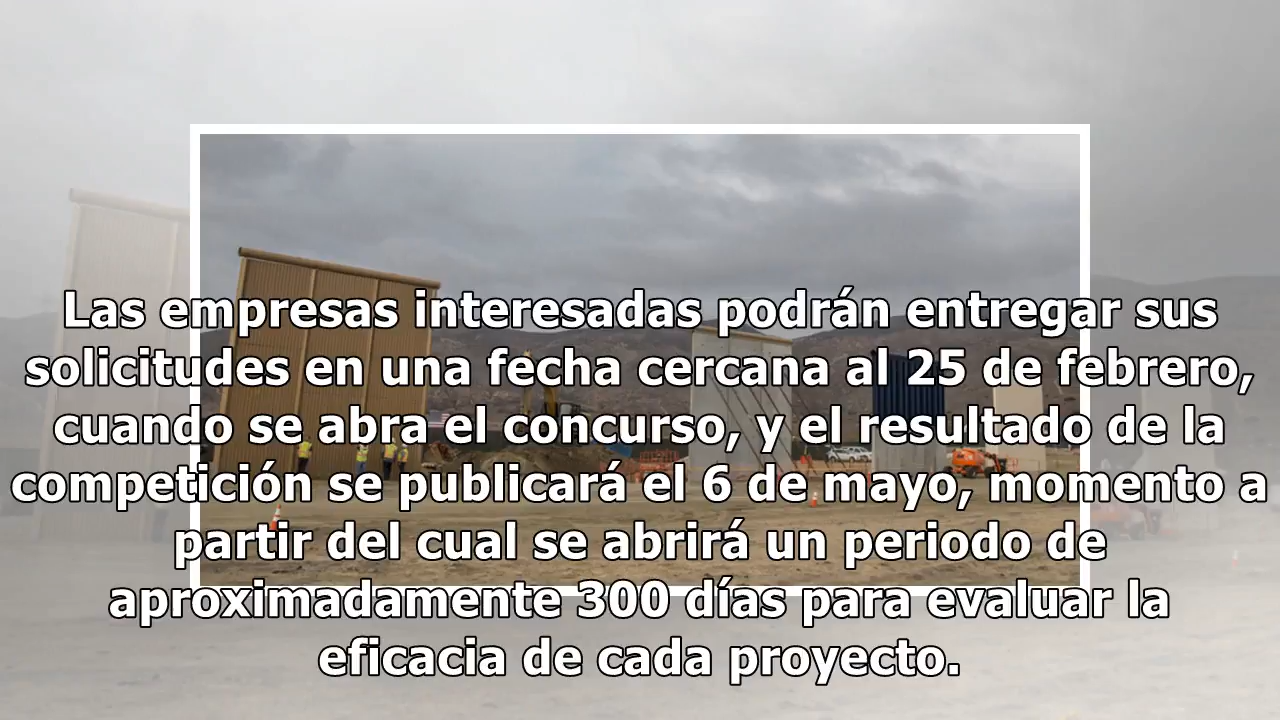 Las empresas interesadas podrán entregar sus
solicitudes en una fecha cercana al 25 de febrero,
cuando se abra el concurso, y el resultado de la
competición se publicará el 6 de mayo, momento a
partir del cual se abrirá un periodo de
aproximadamente 300 días para evaluar la
eficacia de cada proyecto.